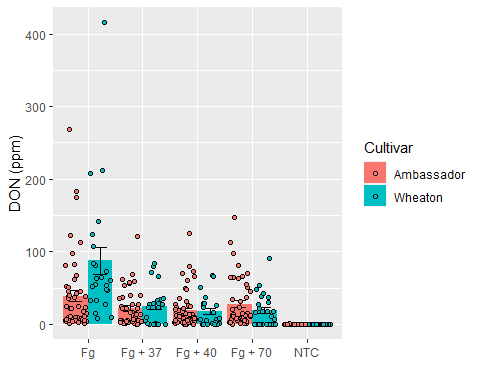 DON (ppm)
400
300
200
100
0
Fg
Fg + 37
Fg + 40
Fg + 70
NTC
Cultivar
Ambassador
Wheaton